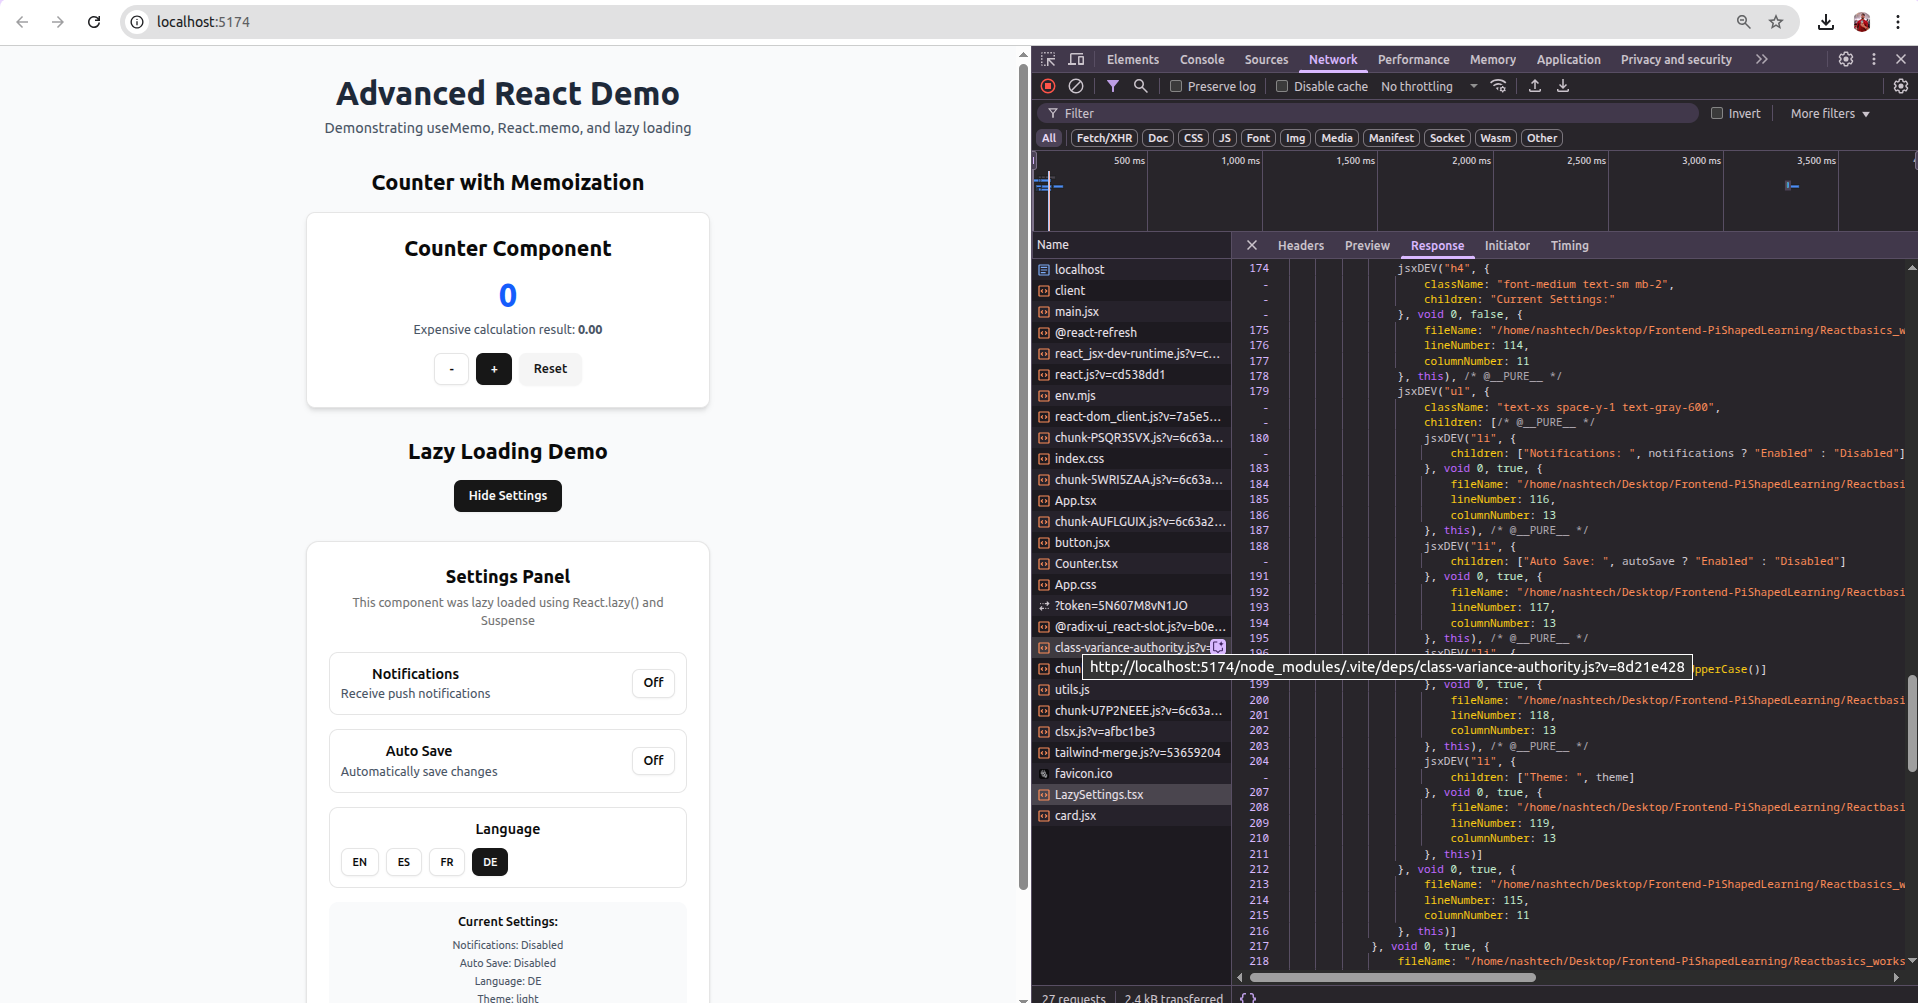 localhost:5174
Advanced React Demo
Demonstrating useMemo, React.memo, and lazy loading
Counter with Memoization
Counter Component
0
Expensive calculation result: 0.00
-
+
Reset
Lazy Loading Demo
Hide Settings
Settings Panel
This component was lazy loaded using React.lazy() and
Suspense
Notifications
Receive push notifications
Off
Auto Save
Automatically save changes
Off
Language
EN ES FR DE
Current Settings:
Notifications: Disabled
Auto Save: Disabled
Language: DE
Theme: light
Elements Console Sources Network Performance Memory Application Privacy and security
Preserve log Disable cache No throttling
Filter Invert More filters
All Fetch/XHR Doc CSS JS Font Img Media Manifest Socket Wasm Other
500 ms 1,000 ms 1,500 ms 2,000 ms 2,500 ms 3,000 ms 3,500 ms
Name
localhost
client
main.jsx
@react-refresh
react_jsx-dev-runtime.js?v=c...
react.js?v=cd538dd1
env.mjs
react-dom_client.js?v=7a5e5...
chunk-PSQR3SVX.js?v=6c63a...
index.css
chunk-5WRI5ZAA.js?v=6c63a...
App.tsx
chunk-AUFLGUIX.js?v=6c63a2...
button.jsx
Counter.tsx
App.css
?token=5N607M8vN1JO
@radix-ui_react-slot.js?v=b0e...
class-variance-authority.js?v=
chun
utils.js
chunk-U7P2NEEE.js?v=6c63a...
clsx.js?v=afbc1be3
tailwind-merge.js?v=53659204
favicon.ico
LazySettings.tsx
card.jsx
27 requests 2.4 kB transferred
Headers Preview Response Initiator Timing
174 jsxDEV("h4", {
- className: "font-medium text-sm mb-2",
- children: "Current Settings:"
- }, void 0, false, {
175 fileName: "/home/nashtech/Desktop/Frontend-PiShapedLearning/Reactbasics_w
176 lineNumber: 114,
177 columnNumber: 11
178 }, this), /* @__PURE__ */
179 jsxDEV("ul", {
- className: "text-xs space-y-1 text-gray-600",
- children: [/* @__PURE__ */
180 jsxDEV("li", {
- children: ["Notifications: ", notifications ? "Enabled" : "Disabled"]
183 }, void 0, true, {
184 fileName: "/home/nashtech/Desktop/Frontend-PiShapedLearning/Reactbasi
185 lineNumber: 116,
186 columnNumber: 13
187 }, this), /* @__PURE__ */
188 jsxDEV("li", {
- children: ["Auto Save: ", autoSave ? "Enabled" : "Disabled"]
191 }, void 0, true, {
192 fileName: "/home/nashtech/Desktop/Frontend-PiShapedLearning/Reactbasi
193 lineNumber: 117,
194 columnNumber: 13
195 }, this), /* @__PURE__ */
196 jsxDEV("li", {
http://localhost:5174/node_modules/.vite/deps/class-variance-authority.js?v=8d21e428
pperCase()]
199 }, void 0, true, {
200 fileName: "/home/nashtech/Desktop/Frontend-PiShapedLearning/Reactbasi
201 lineNumber: 118,
202 columnNumber: 13
203 }, this), /* @__PURE__ */
204 jsxDEV("li", {
- children: ["Theme: ", theme]
207 }, void 0, true, {
208 fileName: "/home/nashtech/Desktop/Frontend-PiShapedLearning/Reactbasi
209 lineNumber: 119,
210 columnNumber: 13
211 }, this)]
212 }, void 0, true, {
213 fileName: "/home/nashtech/Desktop/Frontend-PiShapedLearning/Reactbasics_w
214 lineNumber: 115,
215 columnNumber: 11
216 }, this)]
217 }, void 0, true, {
218 fileName: "/home/nashtech/Desktop/Frontend-PiShapedLearning/Reactbasics_works
{}